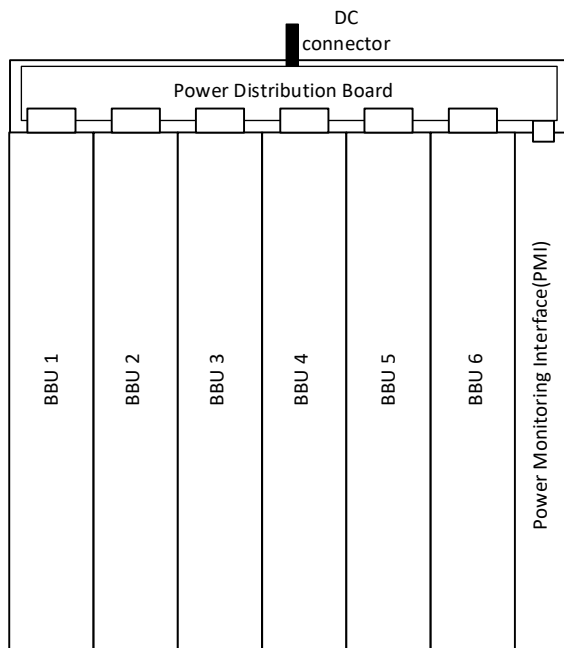 DC
connector
Power Distribution Board
BBU 1
BBU 2
BBU 3
BBU 4
BBU 5
BBU 6
Power Monitoring Interface(PMI)